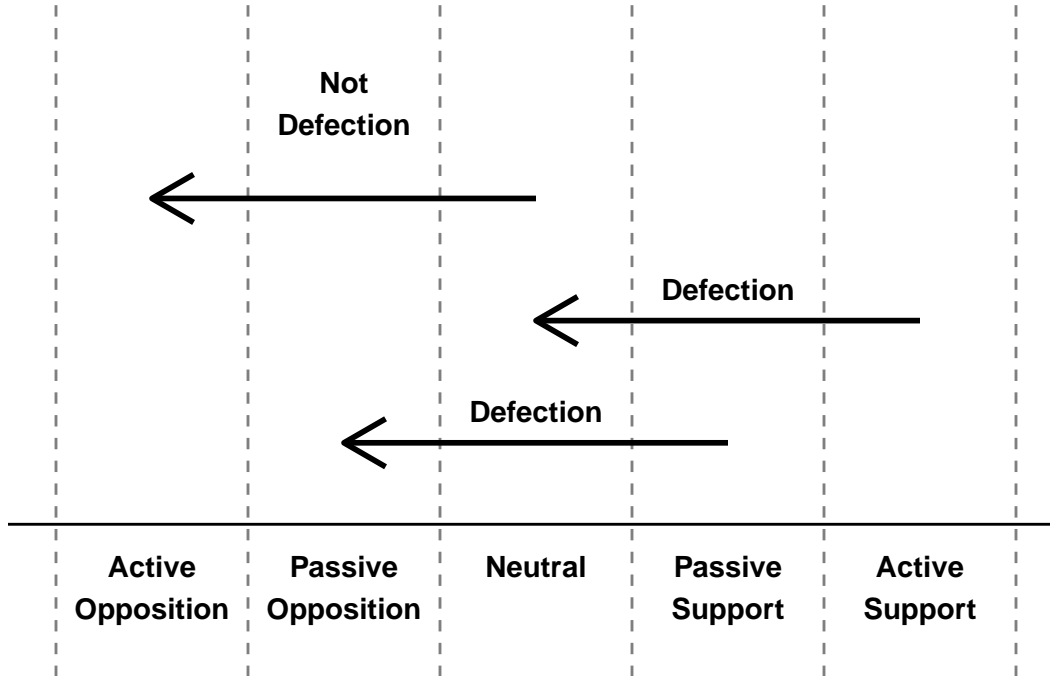 Not
Defection
Defection
Defection
Active
Opposition
Passive
Opposition
Neutral
Passive
Support
Active
Support